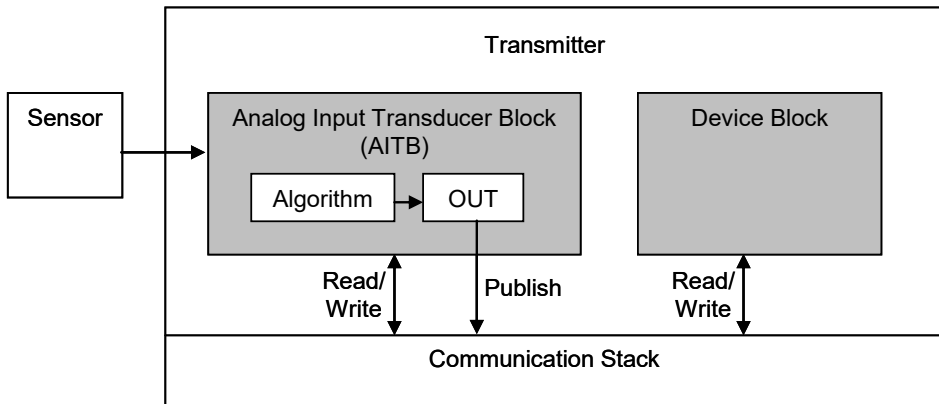 Transmitter
Sensor
Analog Input Transducer Block
(AITB)
Device Block
Algorithm
OUT
Read/
Write
Publish
Read/
Write
Communication Stack